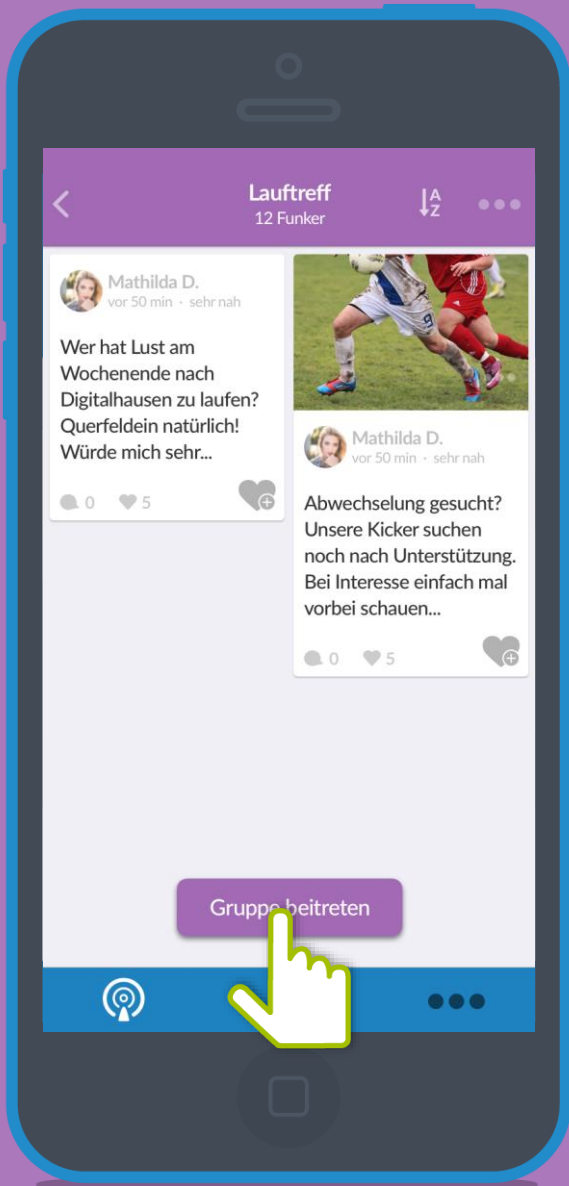 Lauftreff
12 Funker
A
Z
Mathilda D.
vor 50 min · sehr nah
Wer hat Lust am
Wochenende nach
Digitalhausen zu laufen?
Querfeldein natürlich!
Würde mich sehr...
0 5
9
Mathilda D.
vor 50 min · sehr nah
Abwechselung gesucht?
Unsere Kicker suchen
noch nach Unterstützung.
Bei Interesse einfach mal
vorbei schauen...
0 5
Gruppe beitreten